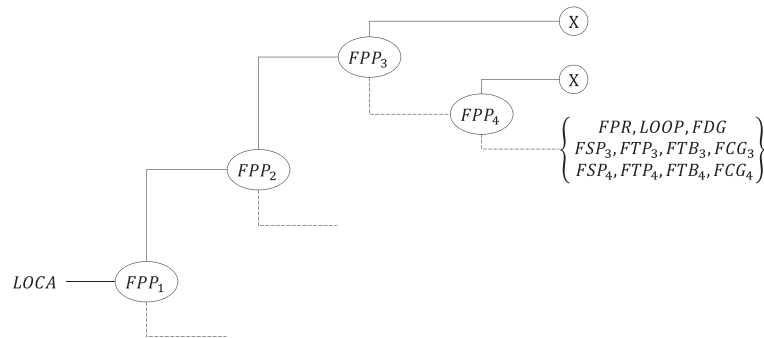 X
FPP₃
X
FPP₄
FPR, LOOP, FDG
FSP₃, FTP₃, FTB₃, FCG₃
FSP₄, FTP₄, FTB₄, FCG₄
FPP₂
LOCA
FPP₁